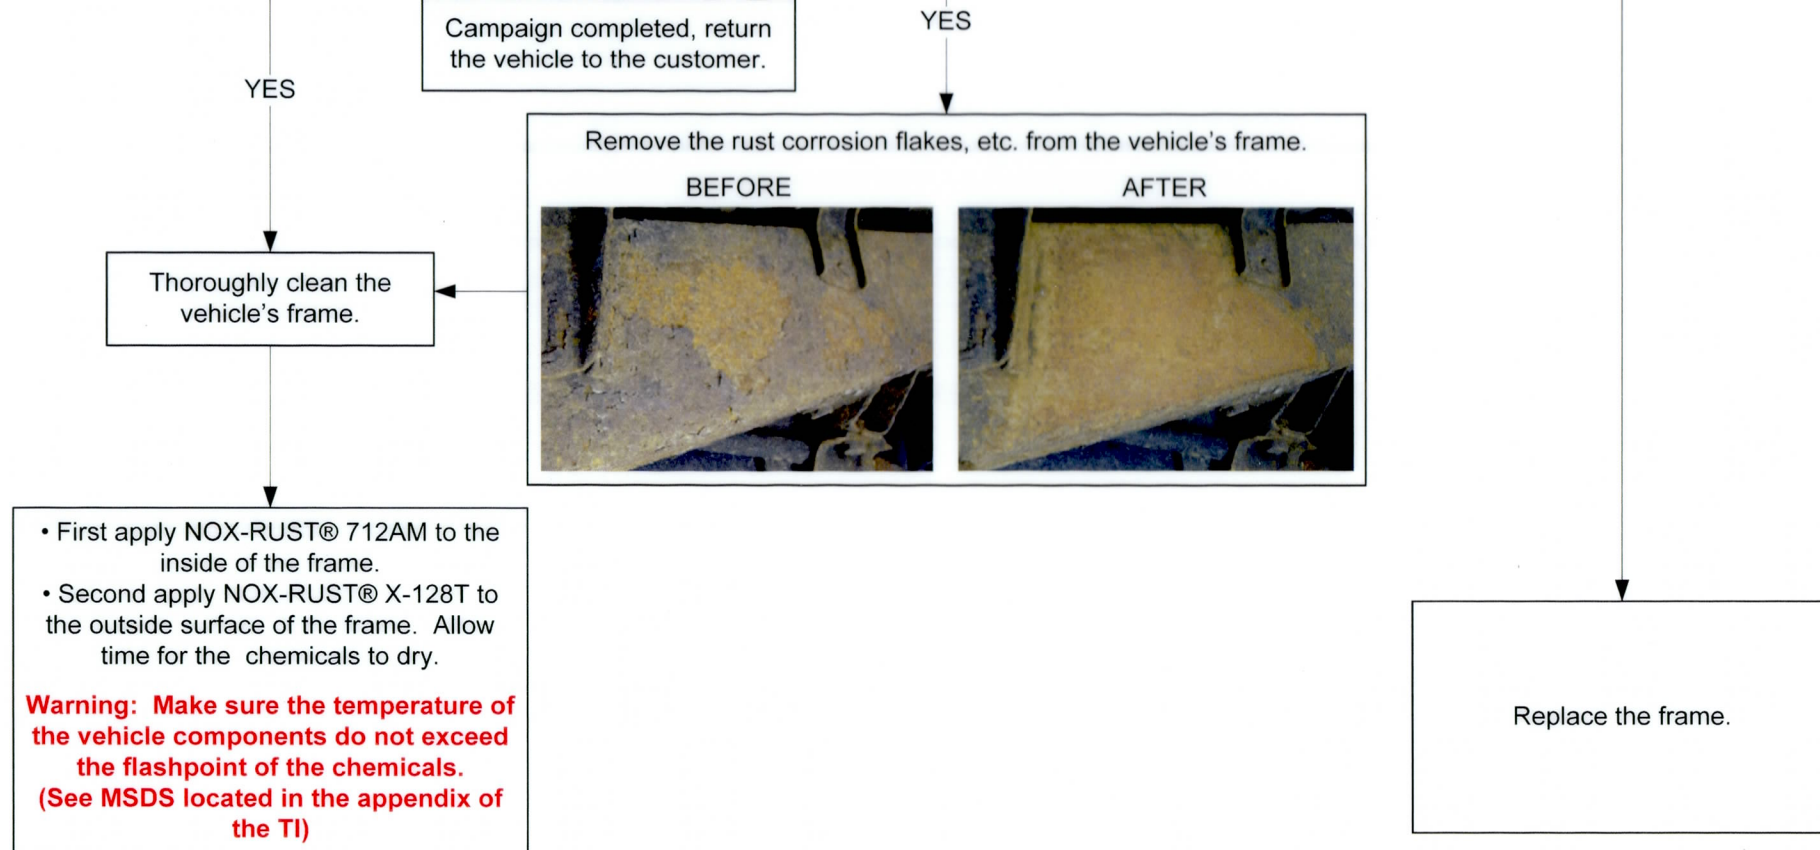 Campaign completed, return
the vehicle to the customer.
YES
YES
Remove the rust corrosion flakes, etc. from the vehicle's frame.
BEFORE
AFTER
Thoroughly clean the
vehicle's frame.
• First apply NOX-RUST® 712AM to the
inside of the frame.
• Second apply NOX-RUST® X-128T to
the outside surface of the frame. Allow
time for the chemicals to dry.
Warning: Make sure the temperature of
the vehicle components do not exceed
the flashpoint of the chemicals.
(See MSDS located in the appendix of
the TI)
Replace the frame.